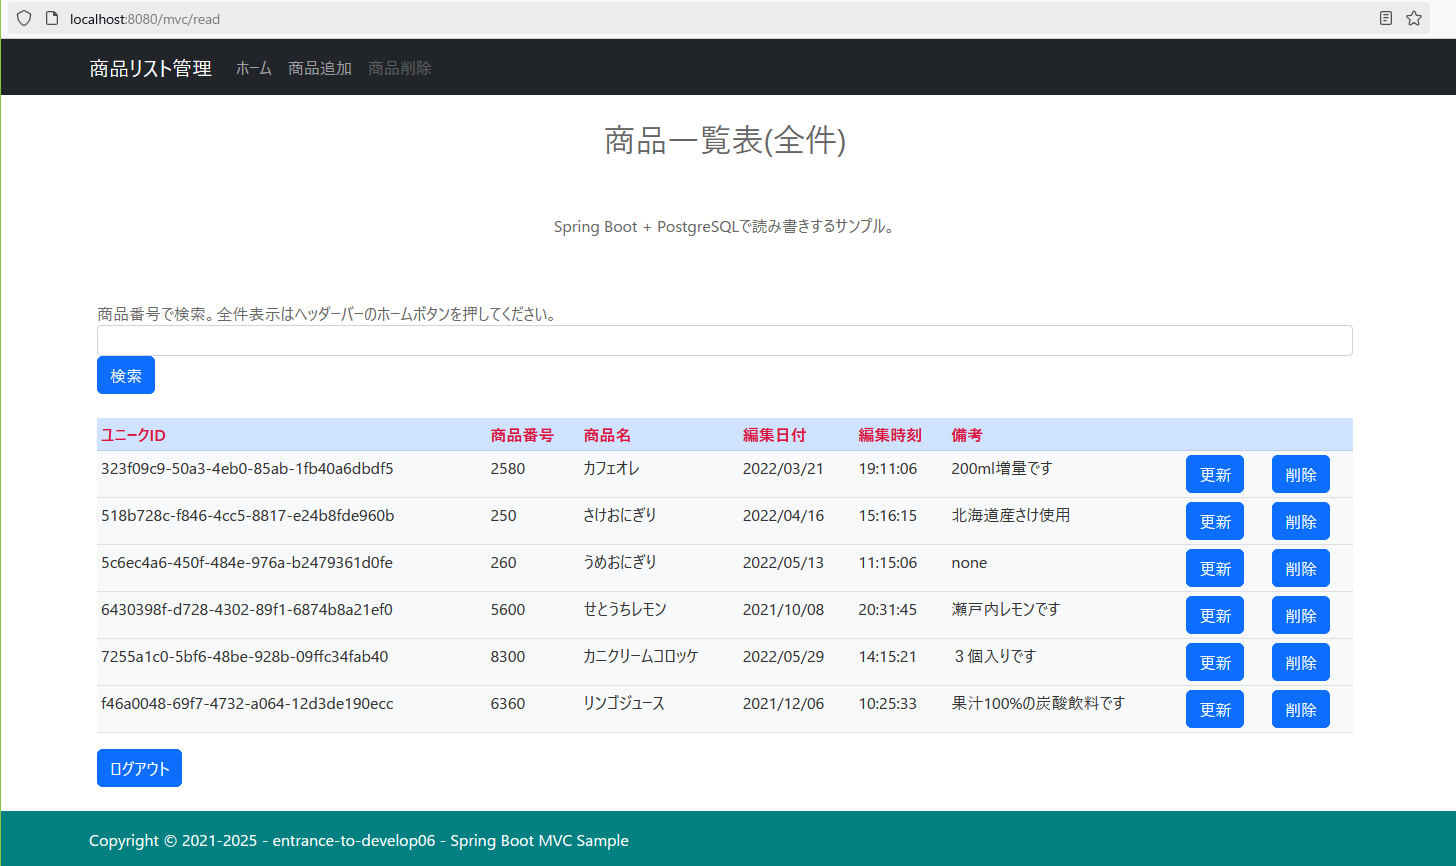 localhost:8080/mvc/read
商品リスト管理 ホーム 商品追加 商品削除
商品一覧表(全件)
Spring Boot + PostgreSQLで読み書きするサンプル。
商品番号で検索。全件表示はヘッダーバーのホームボタンを押してください。
検索
ユニークID 商品番号 商品名 編集日付 編集時刻 備考
323f09c9-50a3-4eb0-85ab-1fb40a6dbdf5 2580 カフェオレ 2022/03/21 19:11:06 200ml増量です 更新 削除
518b728c-f846-4cc5-8817-e24b8fde960b 250 さけおにぎり 2022/04/16 15:16:15 北海道産さけ使用 更新 削除
5c6ec4a6-450f-484e-976a-b2479361d0fe 260 うめおにぎり 2022/05/13 11:15:06 none 更新 削除
6430398f-d728-4302-89f1-6874b8a21ef0 5600 せとうちレモン 2021/10/08 20:31:45 瀬戸内レモンです 更新 削除
7255a1c0-5bf6-48be-928b-09ffc34fab40 8300 カニクリームコロッケ 2022/05/29 14:15:21 ３個入りです 更新 削除
f46a0048-69f7-4732-a064-12d3de190ecc 6360 リンゴジュース 2021/12/06 10:25:33 果汁100%の炭酸飲料です 更新 削除
ログアウト
Copyright © 2021-2025 - entrance-to-develop06 - Spring Boot MVC Sample